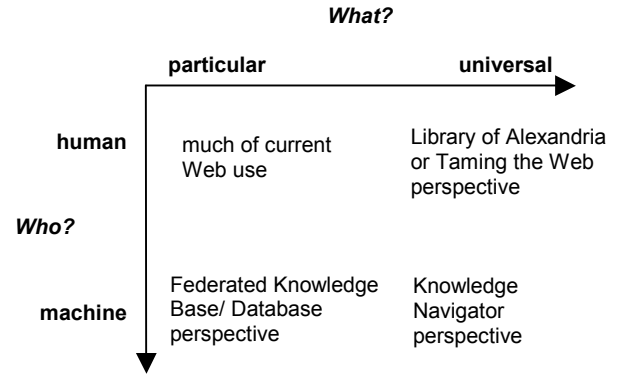 What?
particular universal
human
much of current
Web use
Library of Alexandria
or Taming the Web
perspective
Who?
machine
Federated Knowledge
Base/ Database
perspective
Knowledge
Navigator
perspective